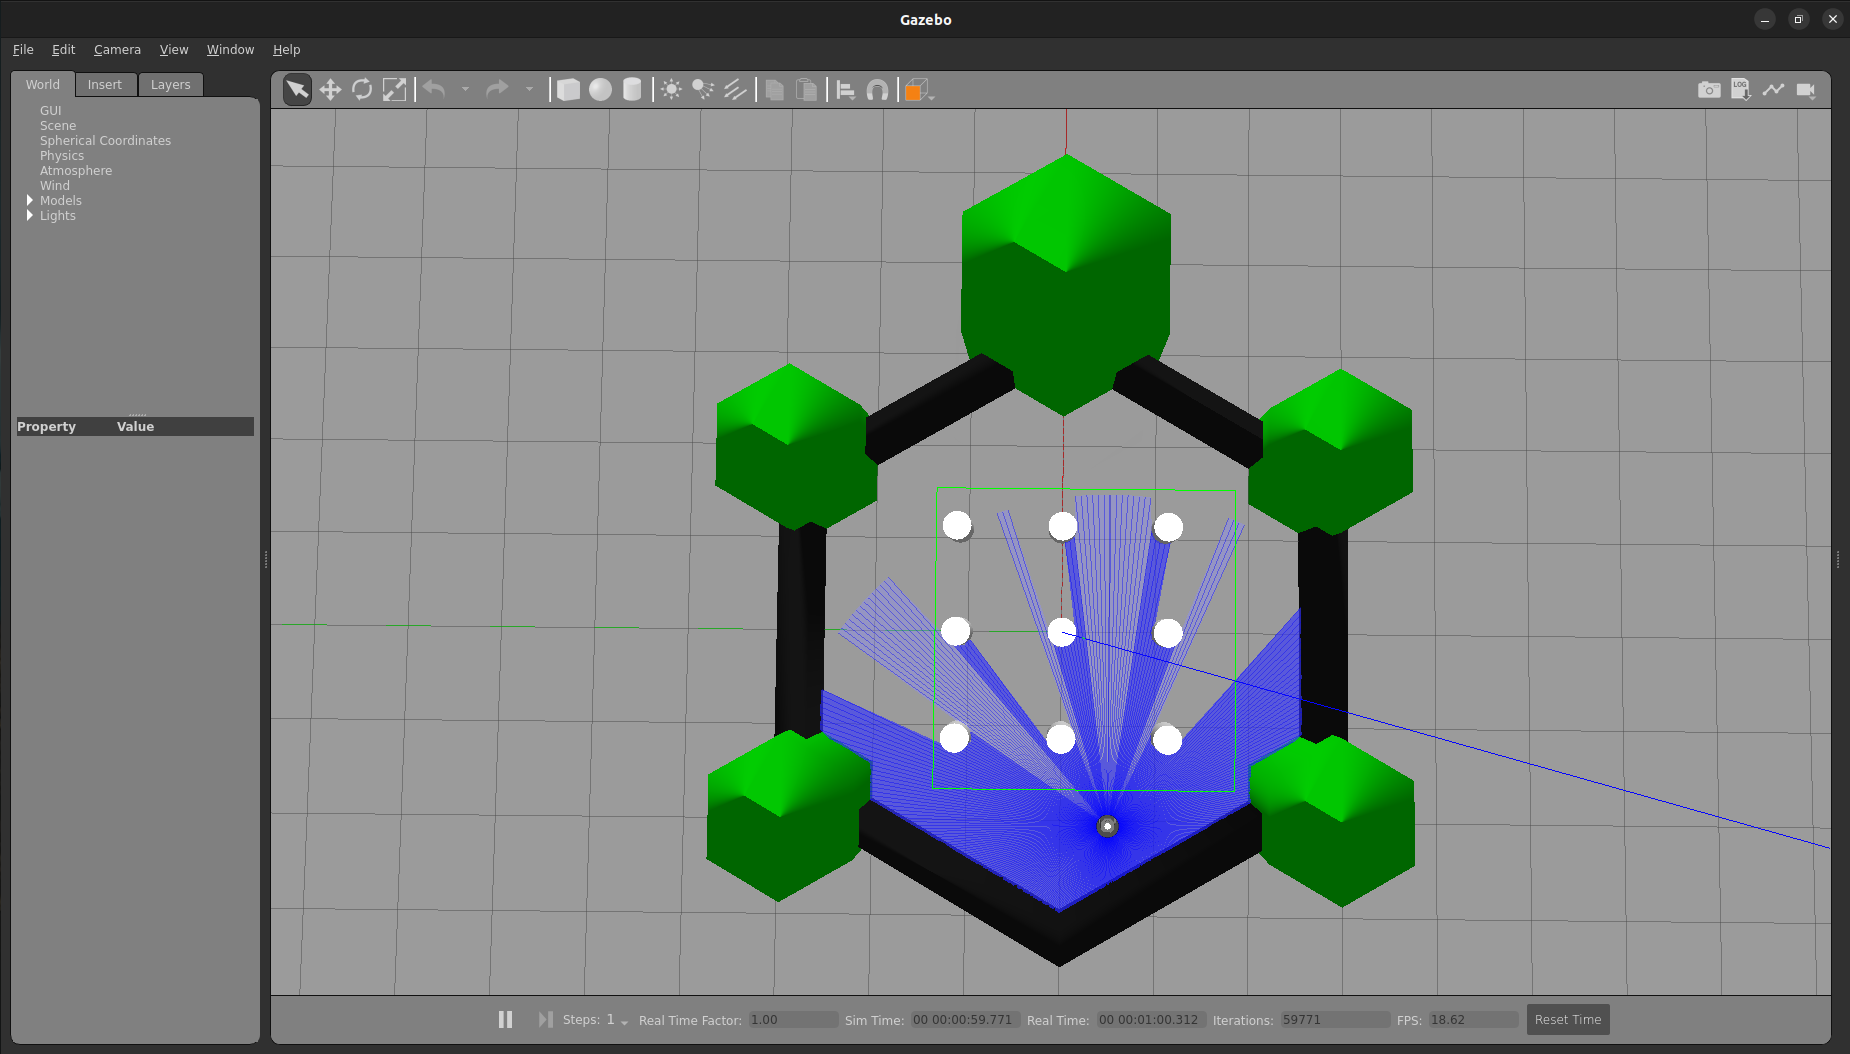 Gazebo
File Edit Camera View Window Help
World Insert Layers
LOG
GUI
Scene
Spherical Coordinates
Physics
Atmosphere
Wind
Models
Lights
Property Value
Steps: 1 Real Time Factor: 1.00 Sim Time: 00 00:00:59.771 Real Time: 00 00:01:00.312 Iterations: 59771 FPS: 18.62 Reset Time